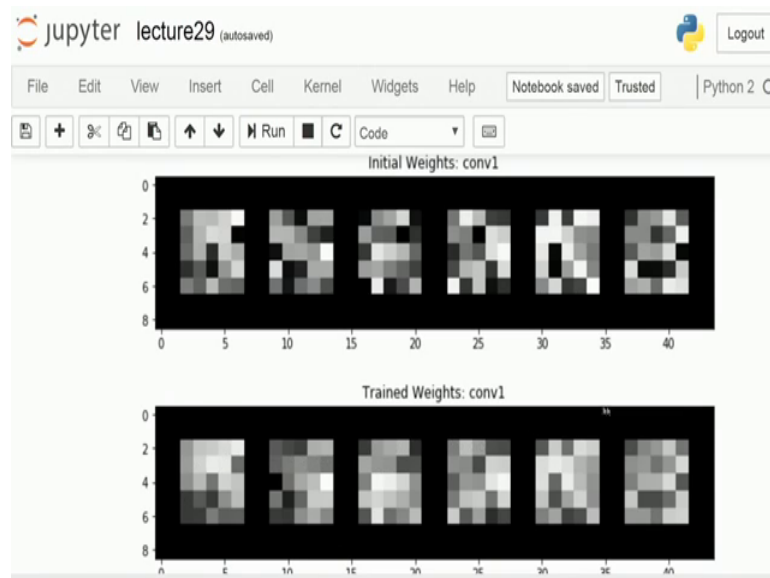 jupyter lecture29 (autosaved)
Logout
File Edit View Insert Cell Kernel Widgets Help Notebook saved Trusted Python 2
Run Code
Initial Weights: conv1
0
2
4
6
8
0 5 10 15 20 25 30 35 40
Trained Weights: conv1
0
2
4
6
8